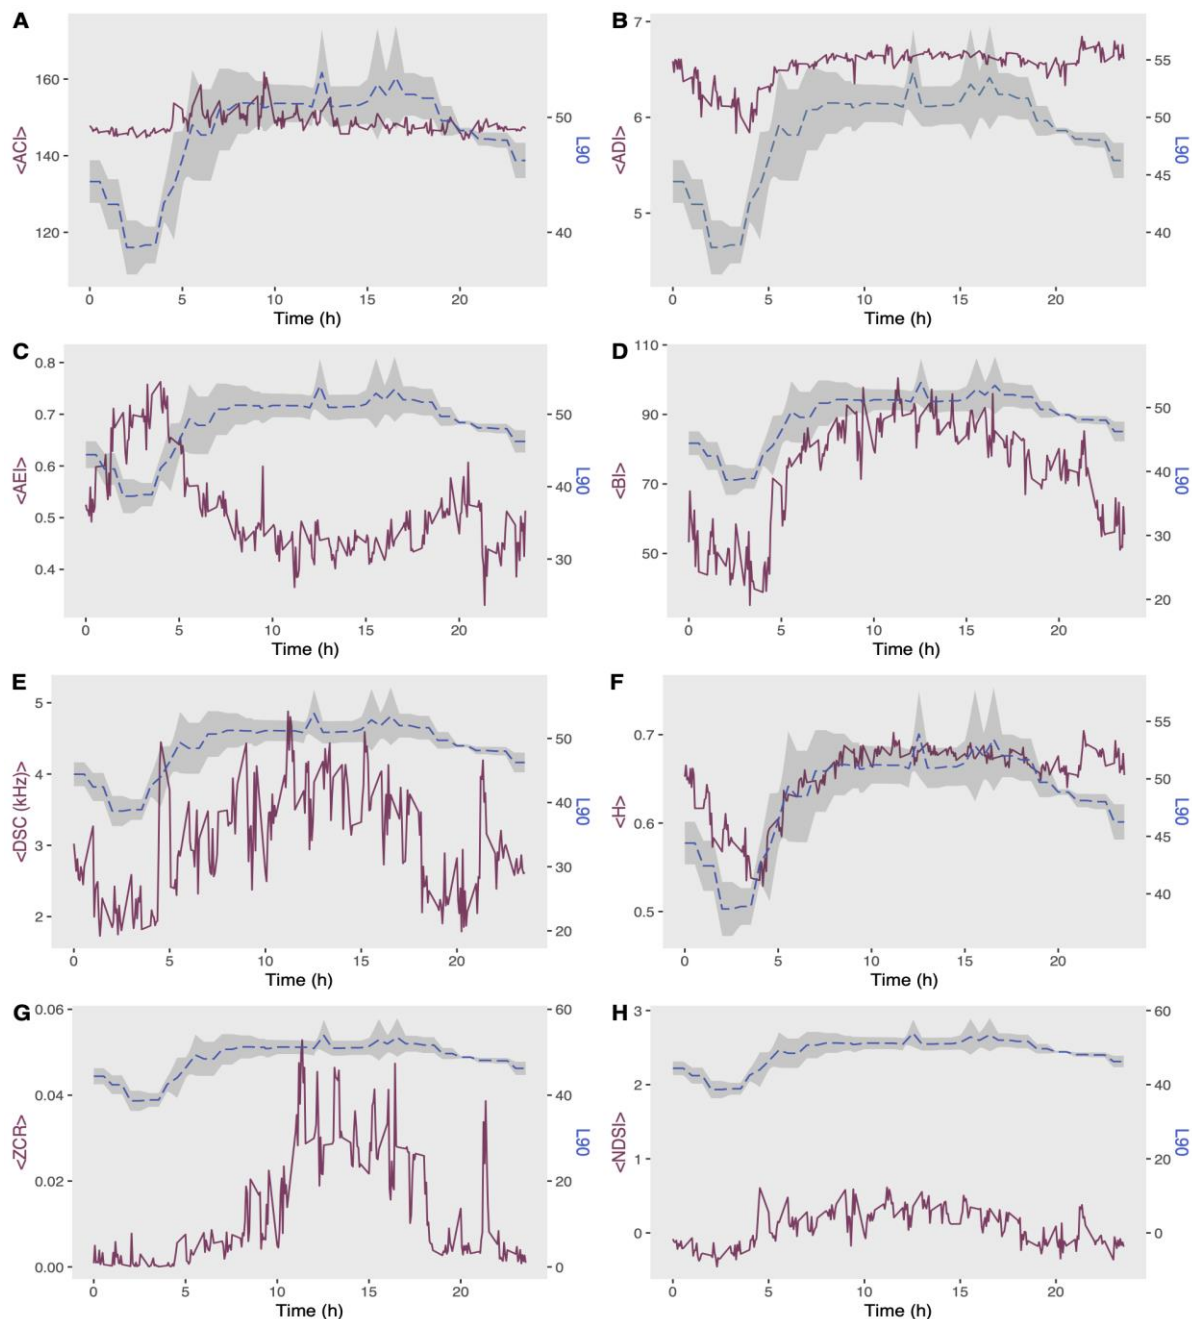 A
160
140
120
<ACI>
50
40
L90
0 5 10 15 20
Time (h)
B
7
6
5
<ADI>
55
50
45
40
L90
0 5 10 15 20
Time (h)
C
0.8
0.7
0.6
0.5
0.4
<AEI>
50
40
30
L90
0 5 10 15 20
Time (h)
D
110
90
70
50
<BI>
50
40
30
20
L90
0 5 10 15 20
Time (h)
E
5
4
3
2
<DSC (kHz)>
50
40
30
20
L90
0 5 10 15 20
Time (h)
F
0.7
0.6
0.5
<H>
55
50
45
40
L90
0 5 10 15 20
Time (h)
G
0.06
0.04
0.02
0.00
<ZCR>
60
40
20
0
L90
0 5 10 15 20
Time (h)
H
3
2
1
0
<NDSI>
60
40
20
0
L90
0 5 10 15 20
Time (h)